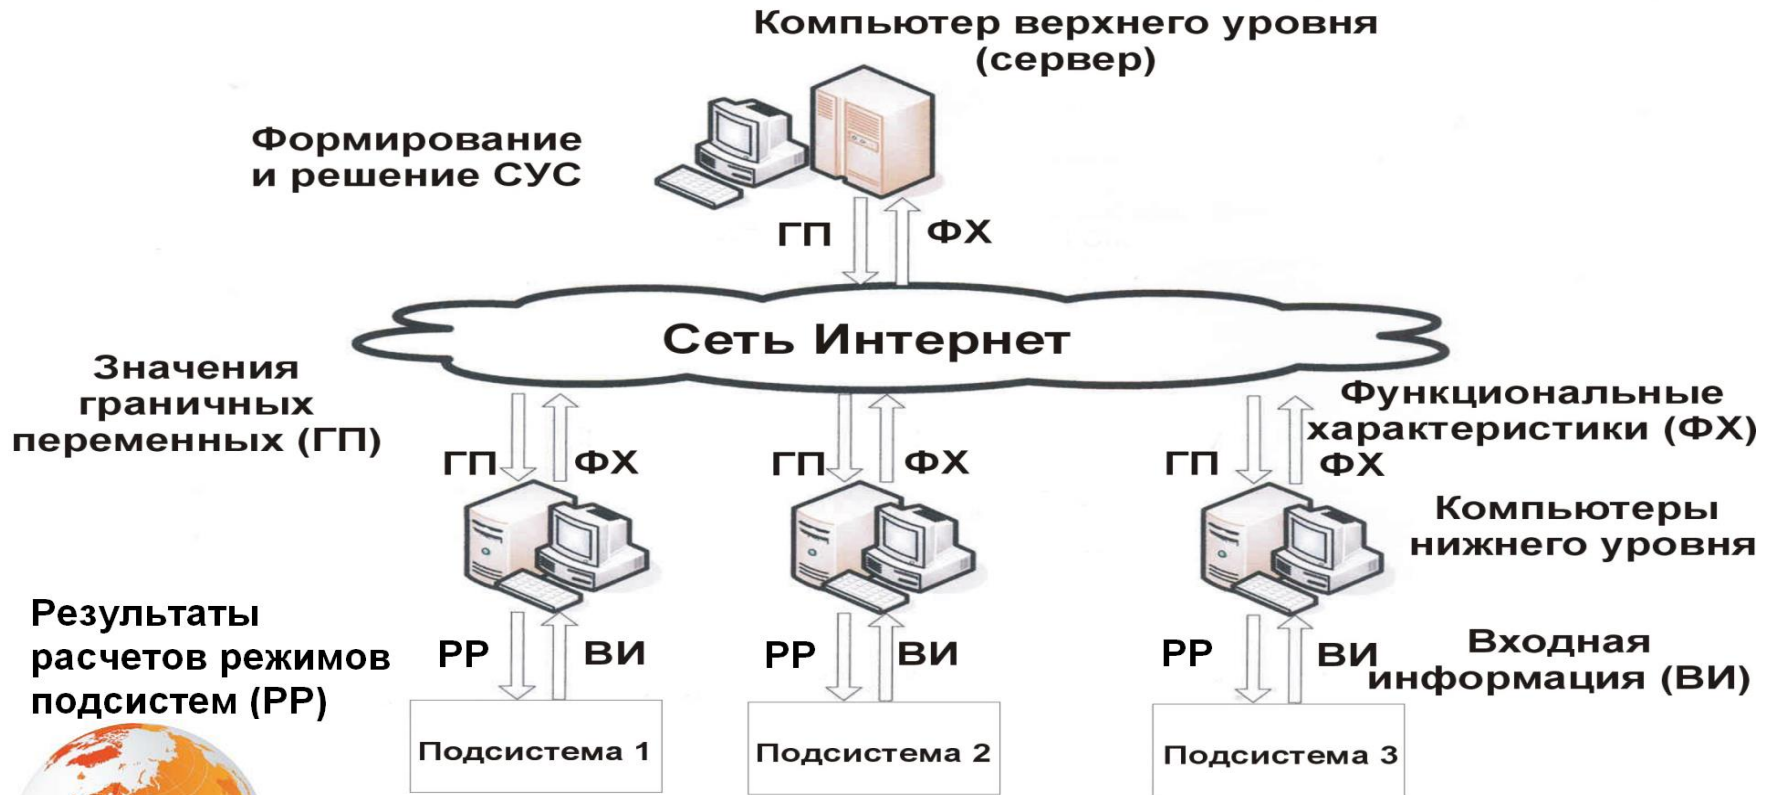 Компьютер верхнего уровня
(сервер)
Формирование
и решение СУС
ГП
ФХ
Сеть Интернет
Значения
граничных
переменных (ГП)
Функциональные
характеристики (ФХ)
ГП
ФХ
ГП
ФХ
ГП
ФХ
Компьютеры
нижнего уровня
Результаты
расчетов режимов
подсистем (РР)
РР
ВИ
РР
ВИ
РР
ВИ
Входная
информация (ВИ)
Подсистема 1
Подсистема 2
Подсистема 3